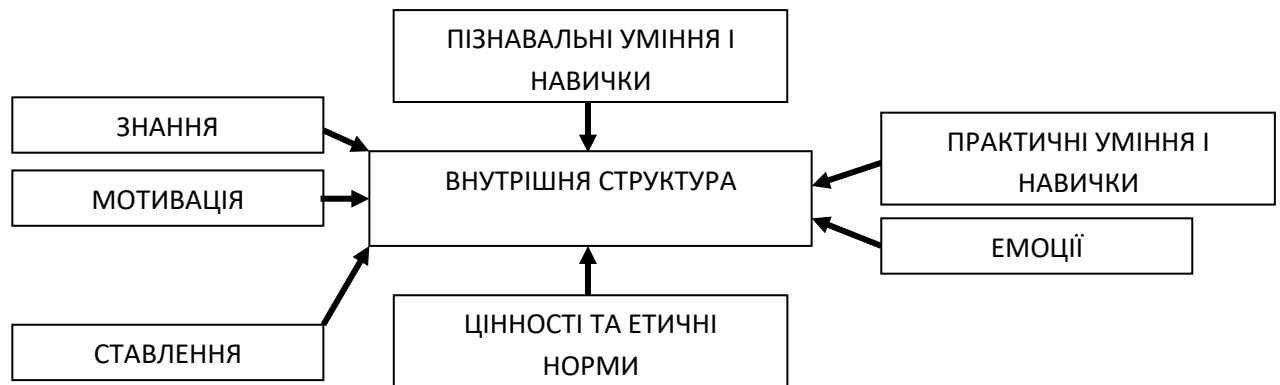 ПІЗНАВАЛЬНІ УМІННЯ І
НАВИЧКИ
ЗНАННЯ
ПРАКТИЧНІ УМІННЯ І
НАВИЧКИ
ВНУТРІШНЯ СТРУКТУРА
МОТИВАЦІЯ
ЕМОЦІЇ
ЦІННОСТІ ТА ЕТИЧНІ
НОРМИ
СТАВЛЕННЯ